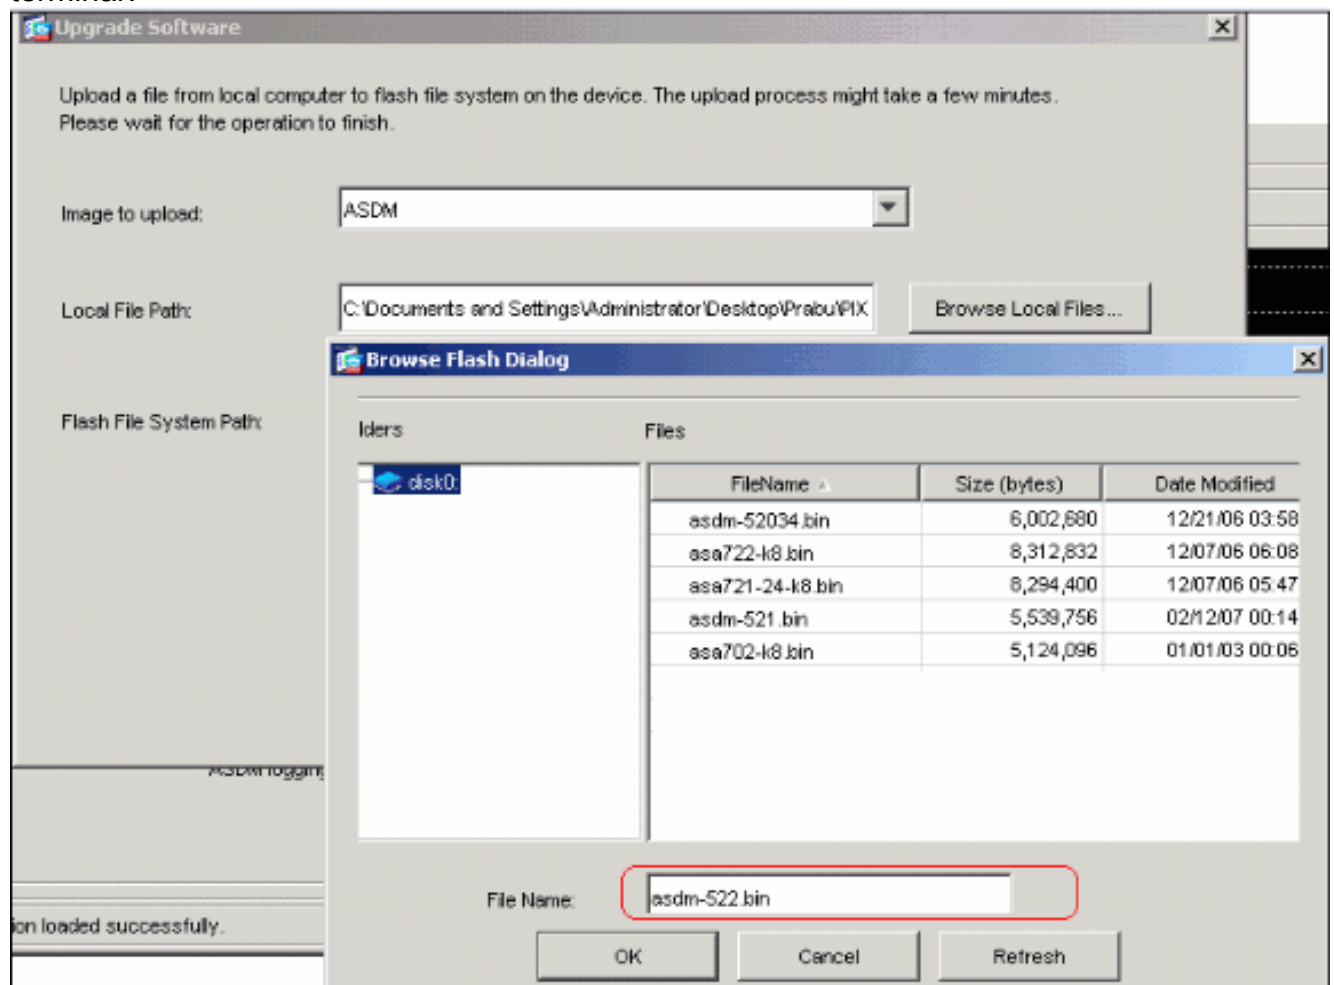 Upgrade Software
Upload a file from local computer to flash file system on the device. The upload process might take a few minutes.
Please wait for the operation to finish.
Image to upload:
ASDM
Local File Path:
C:\Documents and Settings\Administrator\Desktop\Prabu\PIX
Browse Local Files...
Browse Flash Dialog
Flash File System Path:
lders
Files
disk0:
FileName
Size (bytes)
Date Modified
asdm-52034.bin 6,002,680 12/21/06 03:58
asa722-k8.bin 8,312,832 12/07/06 06:08
asa721-24-k8.bin 8,294,400 12/07/06 05:47
asdm-521.bin 5,539,756 02/12/07 00:14
asa702-k8.bin 5,124,096 01/01/03 00:06
ASDM logging
File Name:
asdm-522.bin
ion loaded successfully.
OK
Cancel
Refresh